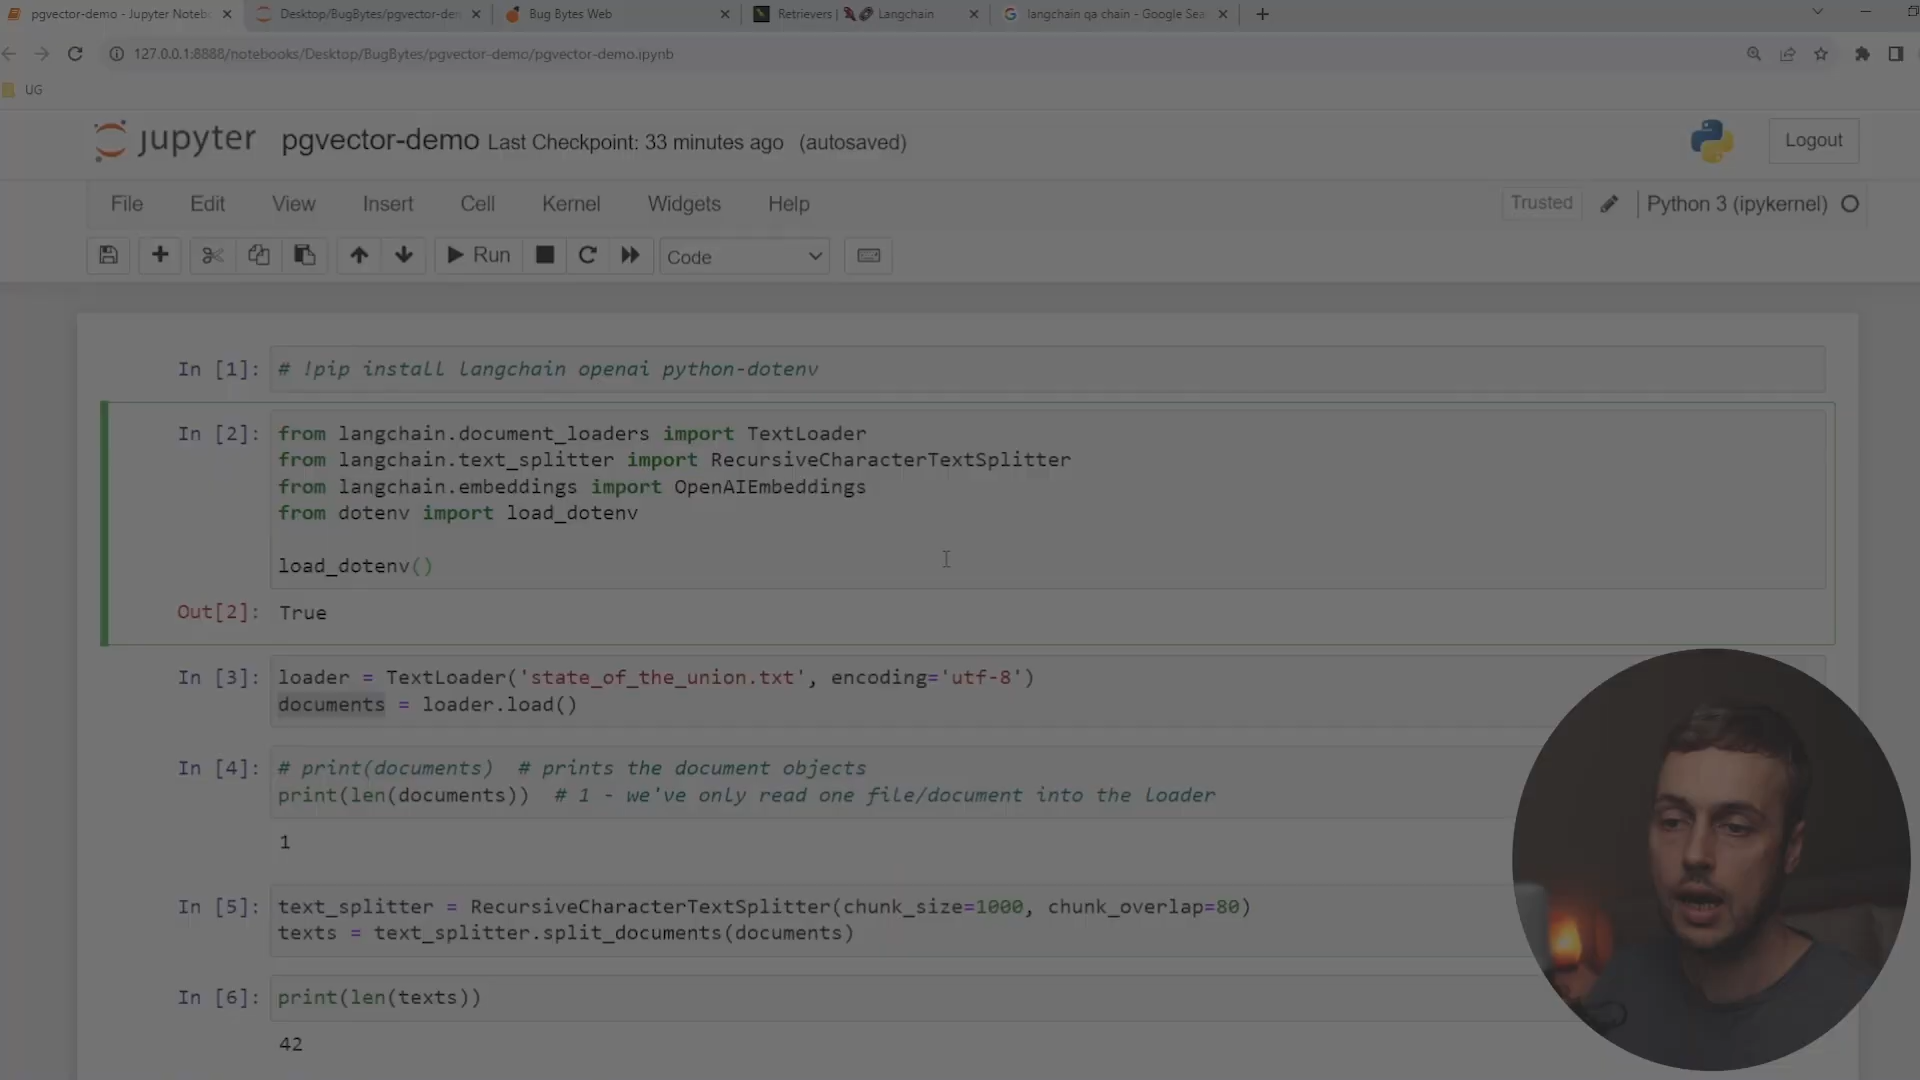 pgvector-demo - Jupyter Noteb
Desktop/BugBytes/pgvector-de
Bug Bytes Web
Retrievers | Langchain
langchain qa chain - Google Sea
127.0.0.1:8888/notebooks/Desktop/BugBytes/pgvector-demo/pgvector-demo.ipynb
UG
jupyter pgvector-demo Last Checkpoint: 33 minutes ago (autosaved)
Logout
File Edit View Insert Cell Kernel Widgets Help
Trusted
Python 3 (ipykernel)
Run
Code
In [1]: # !pip install langchain openai python-dotenv
In [2]: from langchain.document_loaders import TextLoader
from langchain.text_splitter import RecursiveCharacterTextSplitter
from langchain.embeddings import OpenAIEmbeddings
from dotenv import load_dotenv
load_dotenv()
Out[2]: True
In [3]: loader = TextLoader('state_of_the_union.txt', encoding='utf-8')
documents = loader.load()
In [4]: # print(documents)  # prints the document objects
print(len(documents))  # 1 - we've only read one file/document into the loader
1
In [5]: text_splitter = RecursiveCharacterTextSplitter(chunk_size=1000, chunk_overlap=80)
texts = text_splitter.split_documents(documents)
In [6]: print(len(texts))
42